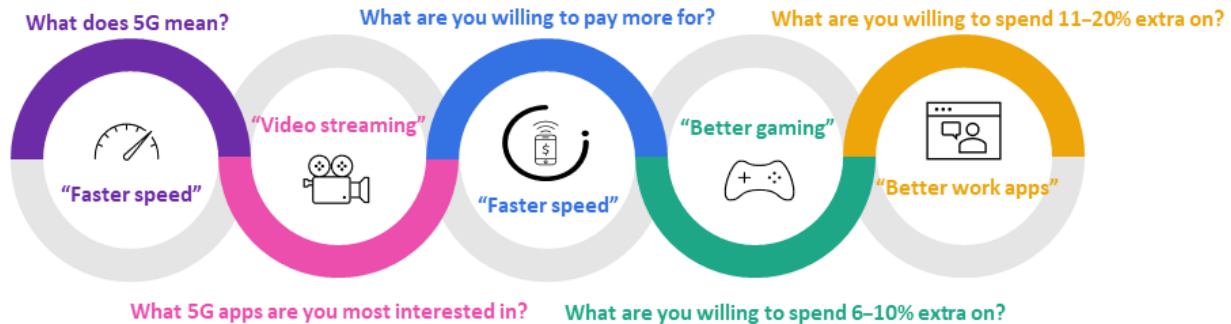 What does 5G mean?
What are you willing to pay more for?
What are you willing to spend 11–20% extra on?
“Faster speed”
“Video streaming”
$
“Faster speed”
“Better gaming”
“Better work apps”
What 5G apps are you most interested in?
What are you willing to spend 6–10% extra on?